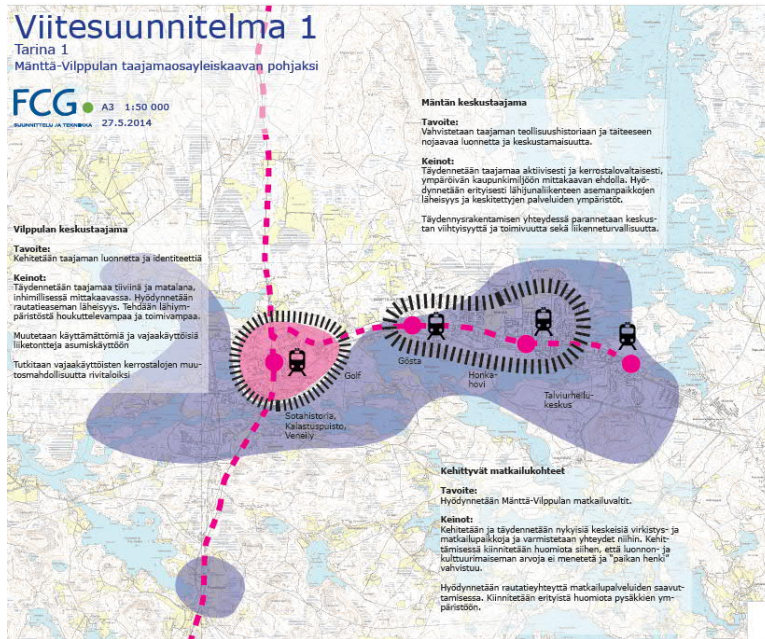 Viitesuunnitelma 1
Tarina 1
Mänttä-Vilppulan taajamaosayleiskaavan pohjaksi
FCG
SUUNNITTELU JA TEKNIIKKA
A3 1:50 000
27.5.2014
Mäntän keskustaajama
Tavoite:
Vahvistetaan taajaman teollisuushistoriaan ja taiteeseen
nojaavaa luonnetta ja keskustamaisuutta.
Keinot:
Täydennetään taajamaa aktiivisesti ja kerrostalovaltaisesti,
ympäröivän kaupunkimiljöön mittakaavan ehdolla. Hyö-
dynnetään erityisesti lähijunaliikenteen asemanpaikkojen
läheisyys ja keskitettyjen palveluiden ympäristöt.
Täydennysrakentamisen yhteydessä parannetaan keskus-
tan viihtyisyyttä ja toimivuutta sekä liikenneturvallisuutta.
Vilppulan keskustaajama
Tavoite:
Kehitetään taajaman luonnetta ja identiteettiä
Keinot:
Täydennetään taajamaa tiiviinä ja matalana,
inhimillisessä mittakaavassa. Hyödynnetään
rautatieaseman läheisyys. Tehdään lähiym-
päristöstä houkuttelevampaa ja toimivampaa.
Muutetaan käyttämättömiä ja vajaakäyttöisiä
liiketontteja asumiskäyttöön
Tutkitaan vajaakäyttöisten kerrostalojen muu-
tosmahdollisuutta rivitaloiksi
Golf
Gösta
Honka-
hovi
Talviurheilu-
keskus
Sotahistoria,
Kalastuspuisto,
Veneily
Kehittyvät matkailukohteet
Tavoite:
Hyödynnetään Mänttä-Vilppulan matkailuvaltit.
Keinot:
Kehitetään ja täydennetään nykyisiä keskeisiä virkistys- ja
matkailupaikkoja ja varmistetaan yhteydet niihin. Kehit-
tämisessä kiinnitetään huomiota siihen, että luonnon- ja
kulttuurimaiseman arvoja ei menetetä ja "paikan henki"
vahvistuu.
Hyödynnetään rautatieyhteyttä matkailupalveluiden saavut-
tamisessa. Kiinnitetään erityistä huomiota pysäkkien ym-
päristöön.